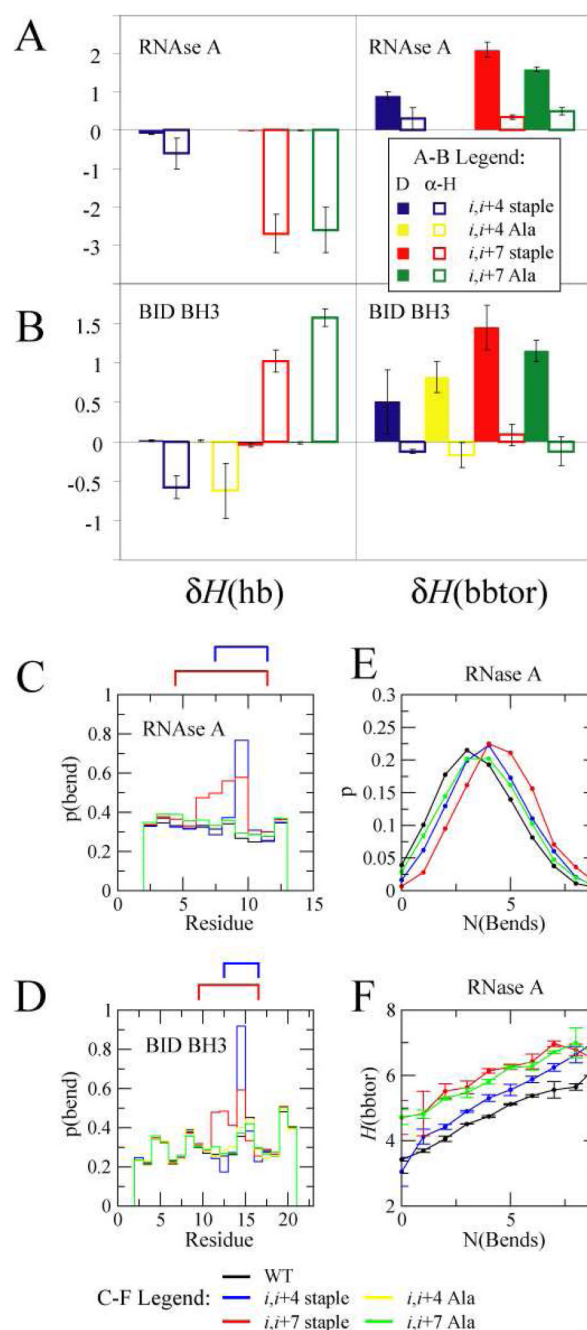 A
RNAse A
RNAse A
2
1
0
-1
-2
-3
A-B Legend:
D α-H
i,i+4 staple
i,i+4 Ala
i,i+7 staple
i,i+7 Ala
B
BID BH3
BID BH3
1.5
1
0.5
0
-0.5
-1
δH(hb)
δH(bbtor)
C
RNAse A
p(bend)
1
0.8
0.6
0.4
0.2
0
0 5 10 15
Residue
E
RNase A
p
0.3
0.25
0.2
0.15
0.1
0.05
0
0 5
N(Bends)
D
BID BH3
p(bend)
1
0.8
0.6
0.4
0.2
0
0 5 10 15 20
Residue
F
RNase A
H(bbtor)
8
6
4
2
0 5
N(Bends)
C-F Legend:
WT
i,i+4 staple
i,i+4 Ala
i,i+7 staple
i,i+7 Ala